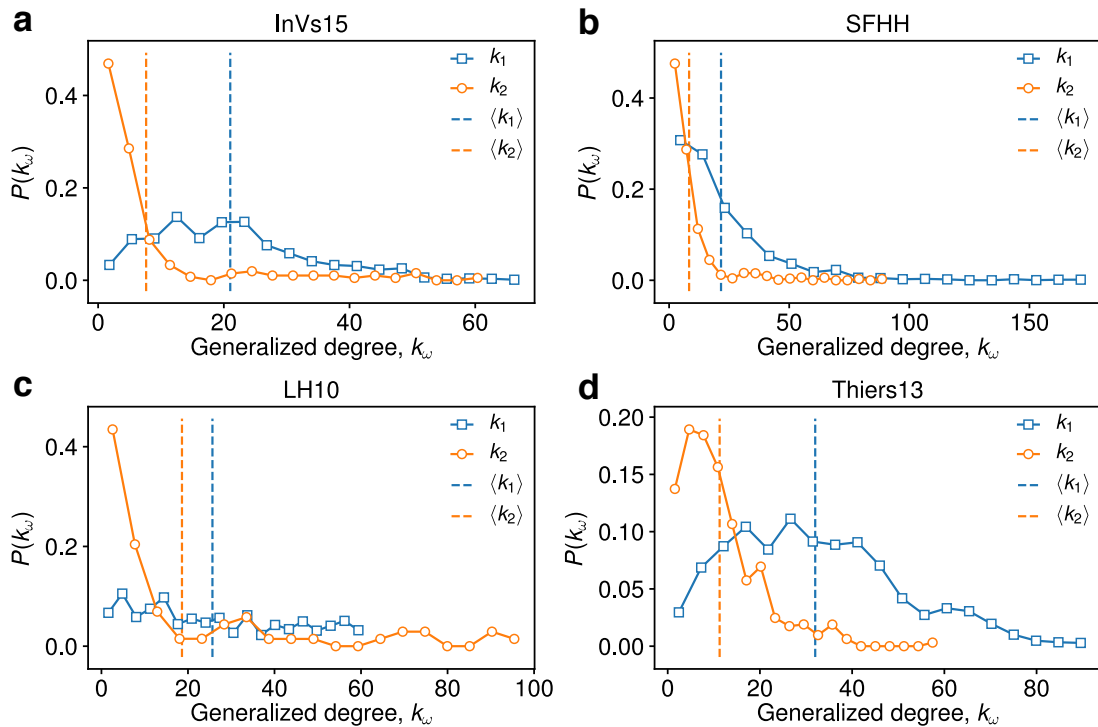 a
InVs15
0.4
0.2
0.0
P(kω)
0
20
40
60
Generalized degree, kω
k1
k2
⟨k1⟩
⟨k2⟩
b
SFHH
0.4
0.2
0.0
P(kω)
0
50
100
150
Generalized degree, kω
k1
k2
⟨k1⟩
⟨k2⟩
c
LH10
0.4
0.2
0.0
P(kω)
0
20
40
60
80
100
Generalized degree, kω
k1
k2
⟨k1⟩
⟨k2⟩
d
Thiers13
0.20
0.15
0.10
0.05
0.00
P(kω)
0
20
40
60
80
Generalized degree, kω
k1
k2
⟨k1⟩
⟨k2⟩